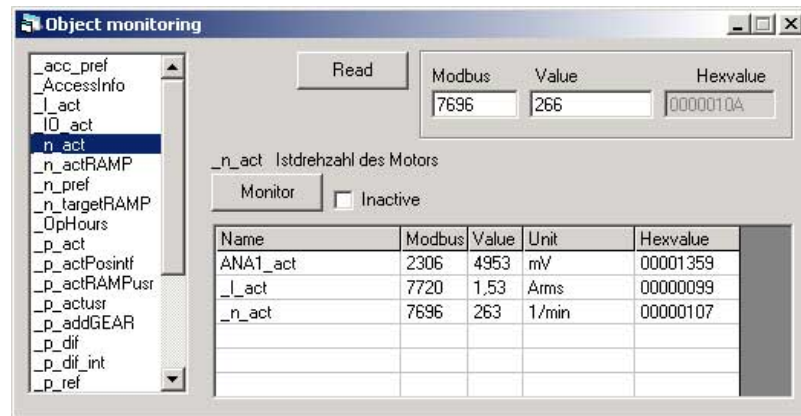 Object monitoring
_acc_pref
_AccessInfo
_I_act
_IO_act
_n_act
_n_actRAMP
_n_pref
_n_targetRAMP
_OpHours
_p_act
_p_actPosintf
_p_actRAMPusr
_p_actusr
_p_addGEAR
_p_dif
_p_dif_int
_p_ref
Read
Modbus Value Hexvalue
7696 266 0000010A
_n_act Istdrehzahl des Motors
Monitor Inactive
Name Modbus Value Unit Hexvalue
ANA1_act 2306 4953 mV 00001359
_I_act 7720 1,53 Arms 00000099
_n_act 7696 263 1/min 00000107